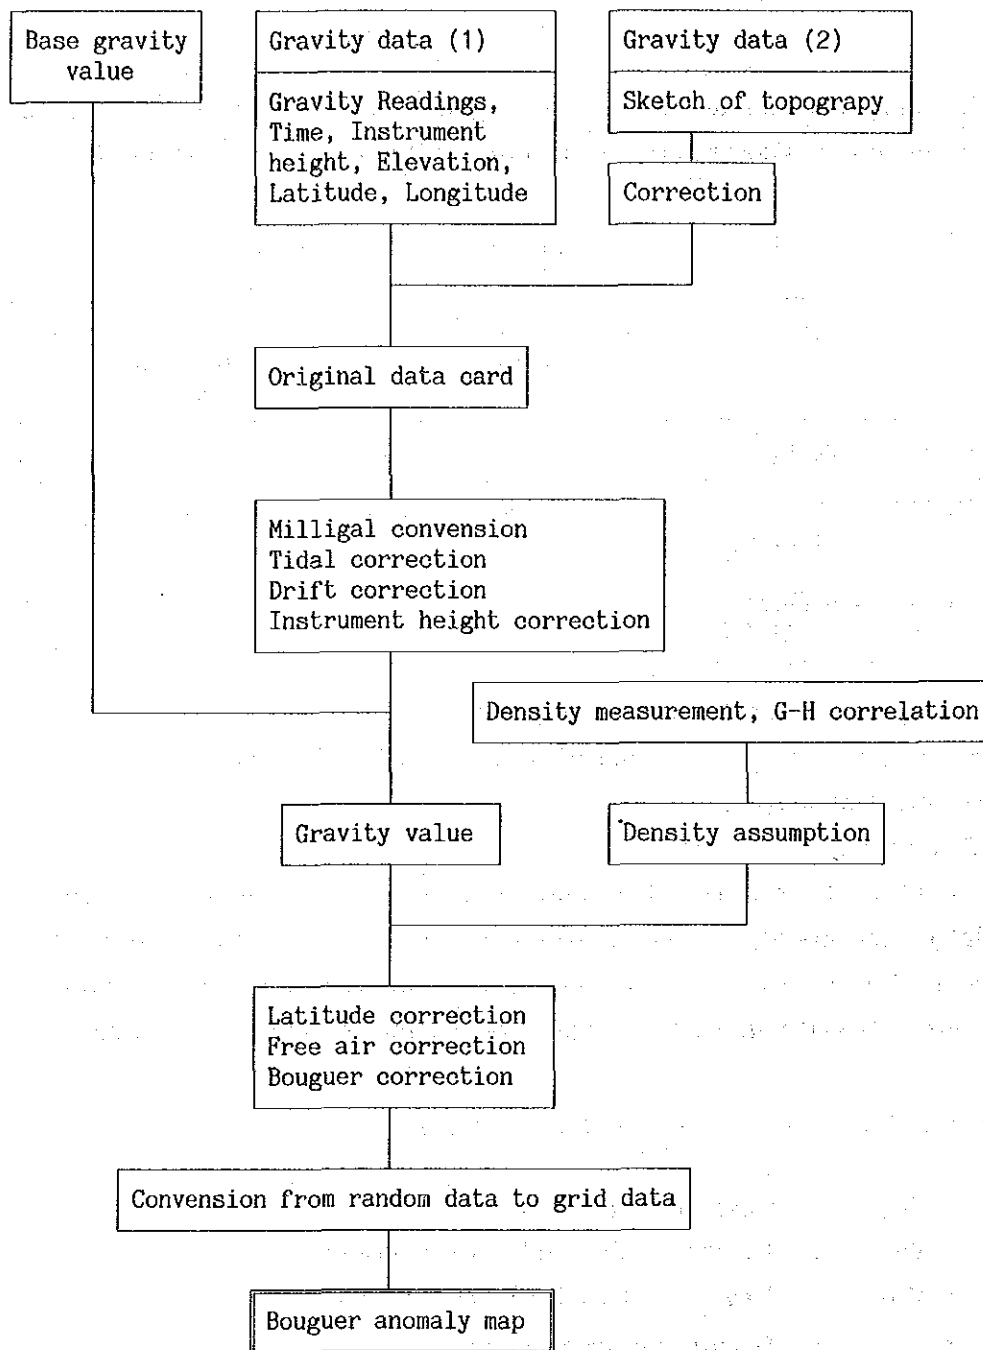 Base gravity
value
Gravity data (1)
Gravity Readings,
Time, Instrument
height, Elevation,
Latitude, Longitude
Gravity data (2)
Sketch of topograpy
Correction
Original data card
Milligal convension
Tidal correction
Drift correction
Instrument height correction
Density measurement, G-H correlation
Gravity value
Density assumption
Latitude correction
Free air correction
Bouguer correction
Convension from random data to grid data
Bouguer anomaly map